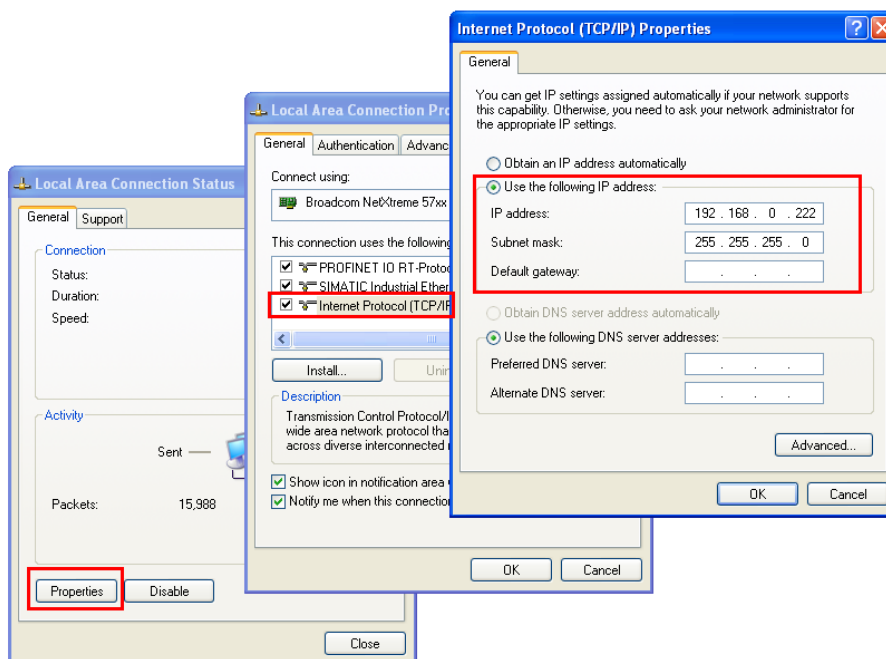 Local Area Connection Status
General Support
Connection
Status:
Duration:
Speed:
Activity
Sent
Packets: 15,988
Properties Disable
Close
Local Area Connection
General Authentication
Connect using:
Broadcom NetXtreme 57xx
This connection uses the following
PROFINET IO
SIMATIC Industrial
Internet Protocol (TCP/IP
Install...
Description
Transmission Control
wide area network protocol
across diverse interconnected
Show icon in notification area
Notify me when this connection
OK Cancel
Internet Protocol (TCP/IP) Properties
General
You can get IP settings assigned automatically if your network supports
this capability. Otherwise, you need to ask your network administrator for
the appropriate IP settings.
Obtain an IP address automatically
Use the following IP address:
IP address: 192 . 168 . 0 . 222
Subnet mask: 255 . 255 . 255 . 0
Default gateway: . . .
Obtain DNS server address automatically
Use the following DNS server addresses:
Preferred DNS server: . . .
Alternate DNS server: . . .
Advanced...
OK Cancel